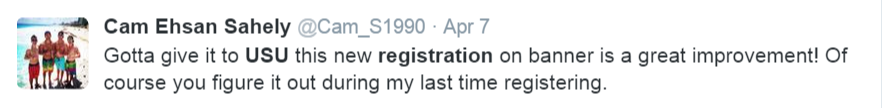 Cam Ehsan Sahely @Cam_S1990 · Apr 7
Gotta give it to USU this new registration on banner is a great improvement! Of
course you figure it out during my last time registering.